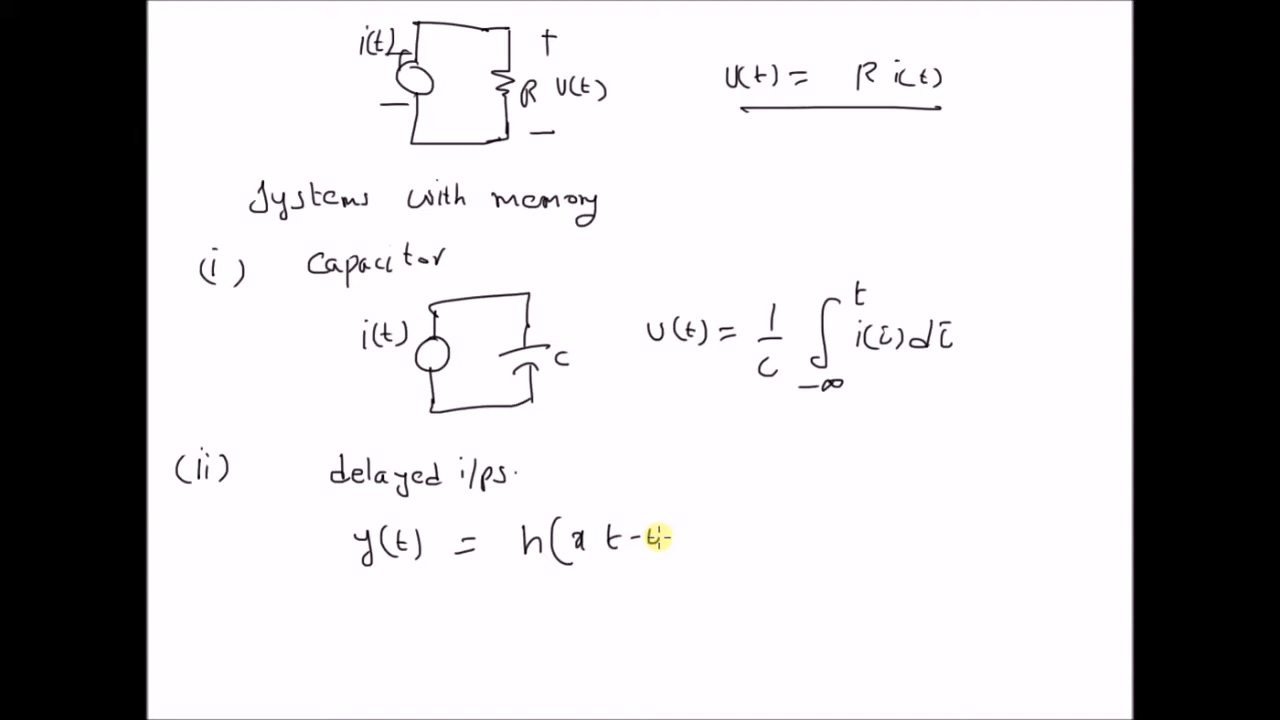 i(t)
+
R U(t)
–
–
U(t) = R i(t)
Systems with memory
(i) Capacitor
i(t)
C
U(t) = 1/C ∫_{-∞}^{t} i(τ)dτ
(ii) delayed i/ps.
y(t) = h(x t-t